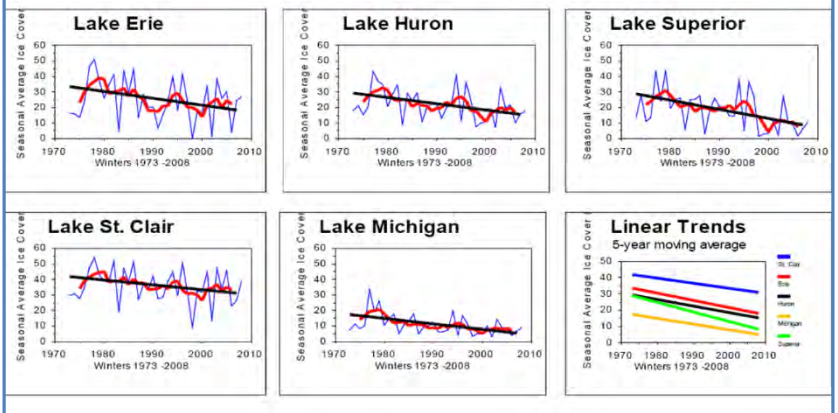 Lake Erie
Seasonal Average Ice Cover
60
50
40
30
20
10
0
1970 1980 1990 2000 2010
Winters 1973 -2008
Lake Huron
Seasonal Average Ice Cover
60
50
40
30
20
10
0
1970 1980 1990 2000 2010
Winters 1973 -2008
Lake Superior
Seasonal Average Ice Cover
60
50
40
30
20
10
0
1970 1980 1990 2000 2010
Winters 1973 -2008
Lake St. Clair
Seasonal Average Ice Cover
60
50
40
30
20
10
0
1970 1980 1990 2000 2010
Winters 1973 -2008
Lake Michigan
Seasonal Average Ice Cover
60
50
40
30
20
10
0
1970 1980 1990 2000 2010
Winters 1973 -2008
Linear Trends
5-year moving average
Seasonal Average Ice Cover
50
40
30
20
10
0
1970 1980 1990 2000 2010
Winters 1973 -2008
St. Clair
Erie
Huron
Michigan
Superior